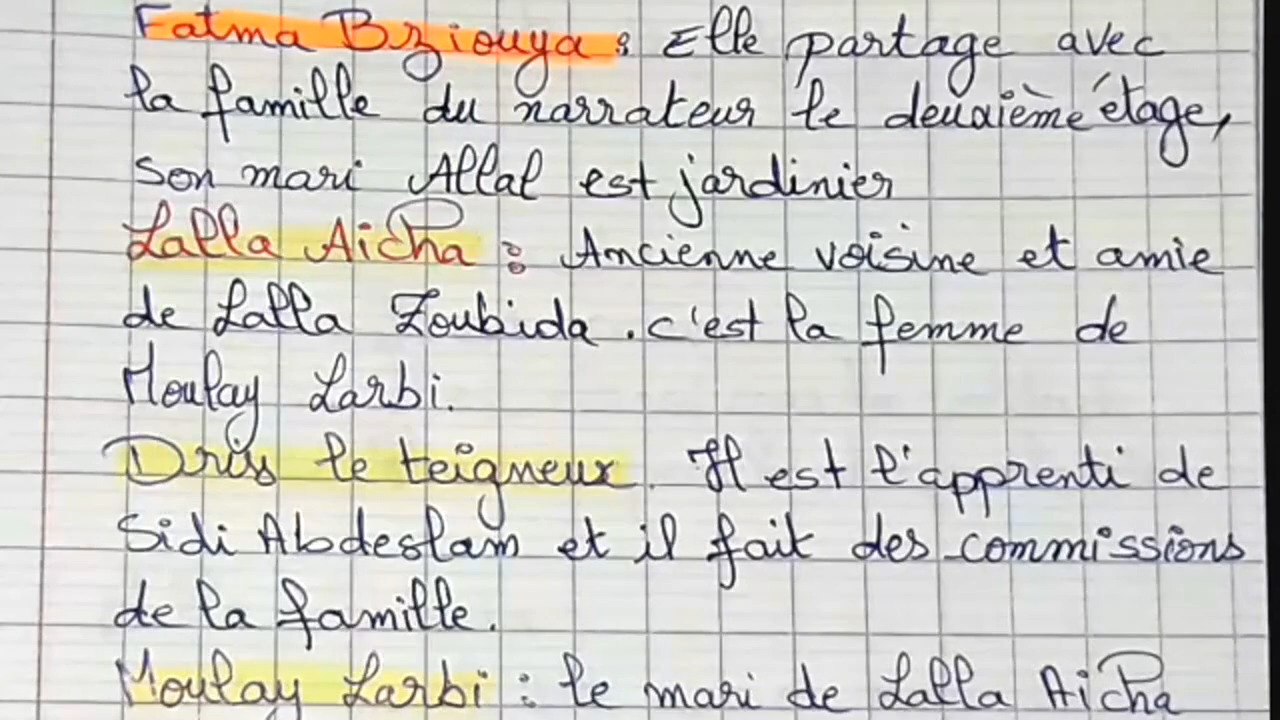 Fatma Bziouya : Elle partage avec
la famille du narrateur le deuxième étage,
son mari Allal est jardinier
Lalla Aicha : Ancienne voisine et amie
de Lalla Zoubida . c'est la femme de
Moulay Larbi.
Driss le teigneux. Il est l'apprenti de
Sidi Abdeslam et il fait des commissions
de la famille.
Moulay Larbi : le mari de Lalla Aicha